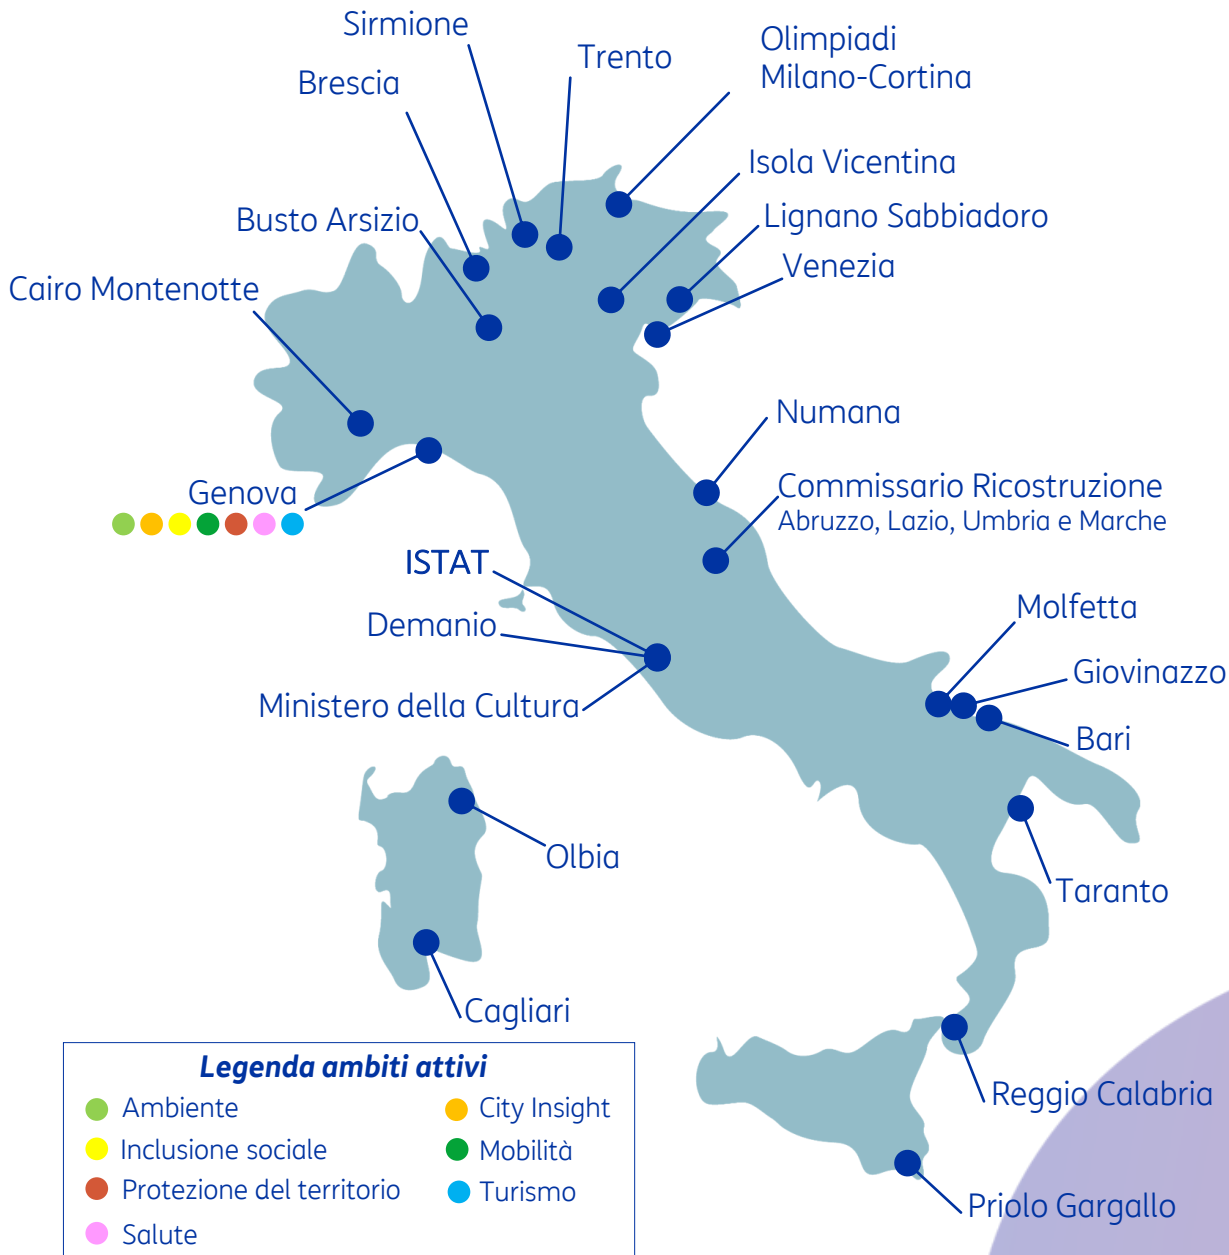 Sirmione
Olimpiadi
Milano-Cortina
Trento
Brescia
Isola Vicentina
Busto Arsizio
Lignano Sabbiadoro
Venezia
Cairo Montenotte
Numana
Genova
Commissario Ricostruzione
Abruzzo, Lazio, Umbria e Marche
ISTAT
Demanio
Molfetta
Giovinazzo
Ministero della Cultura
Bari
Olbia
Taranto
Cagliari
Reggio Calabria
Priolo Gargallo
Legenda ambiti attivi
Ambiente
City Insight
Inclusione sociale
Mobilità
Protezione del territorio
Turismo
Salute